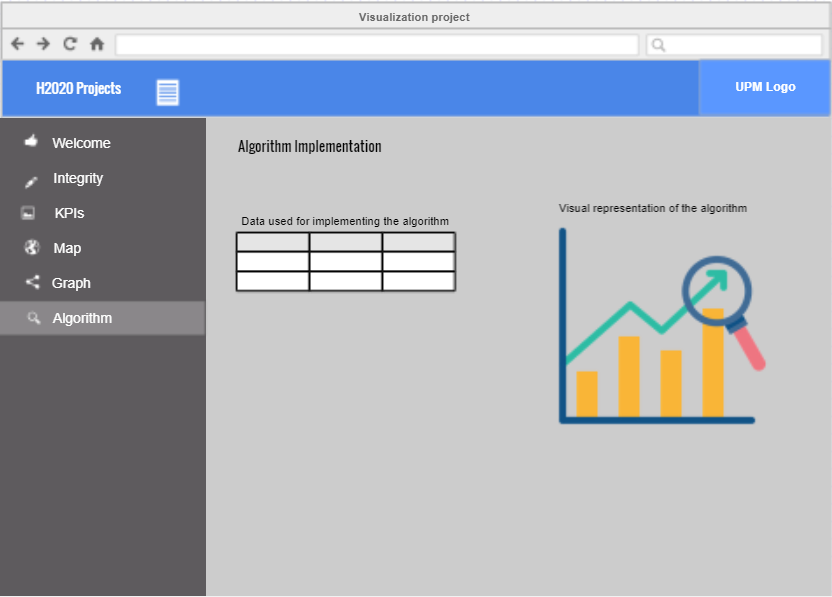 Visualization project
H2020 Projects
UPM Logo
Welcome
Integrity
KPIs
Map
Graph
Algorithm
Algorithm Implementation
Data used for implementing the algorithm
Visual representation of the algorithm